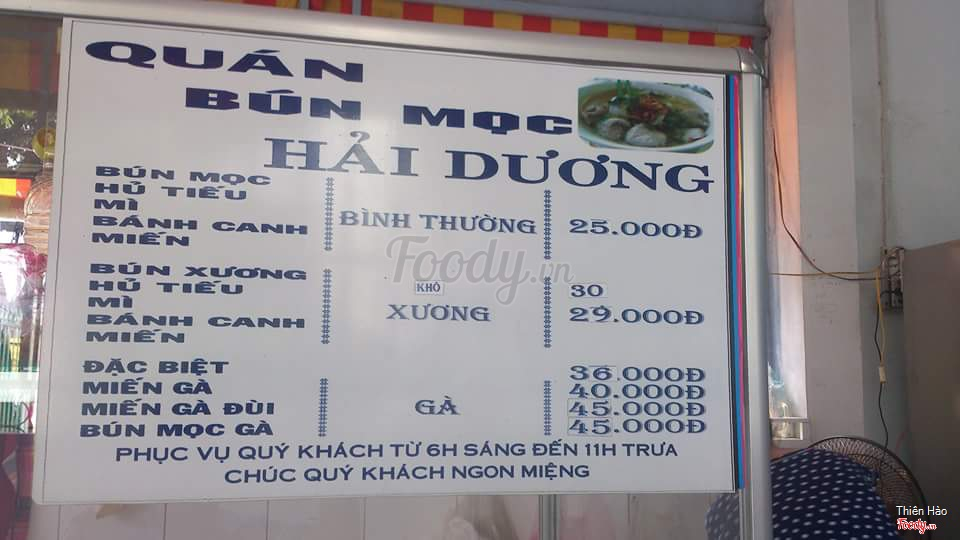 QUÁN
BÚN MỌC
HẢI DƯƠNG
BÚN MỌC
HỦ TIẾU
MÌ
BÁNH CANH
MIẾN
BÌNH THƯỜNG
25.000Đ
BÚN XƯƠNG
HỦ TIẾU
MÌ
BÁNH CANH
MIẾN
KHÔ
XƯƠNG
30
29.000Đ
ĐẶC BIỆT 36.000Đ
MIẾN GÀ 40.000Đ
MIẾN GÀ ĐÙI GÀ 45.000Đ
BÚN MỌC GÀ 45.000Đ
PHỤC VỤ QUÝ KHÁCH TỪ 6H SÁNG ĐẾN 11H TRƯA
CHÚC QUÝ KHÁCH NGON MIỆNG
Foody.vn
Thiên Hào
Foody.vn